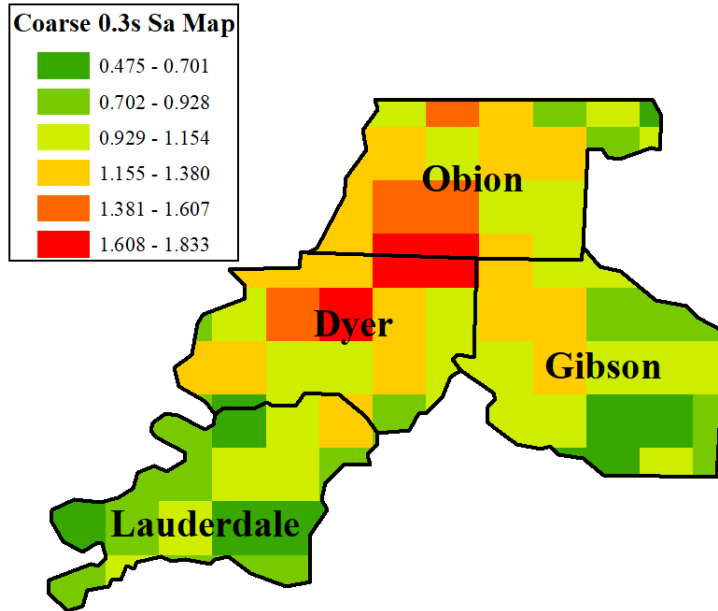 Coarse 0.3s Sa Map
0.475 - 0.701
0.702 - 0.928
0.929 - 1.154
1.155 - 1.380
1.381 - 1.607
1.608 - 1.833
Obion
Dyer
Gibson
Lauderdale